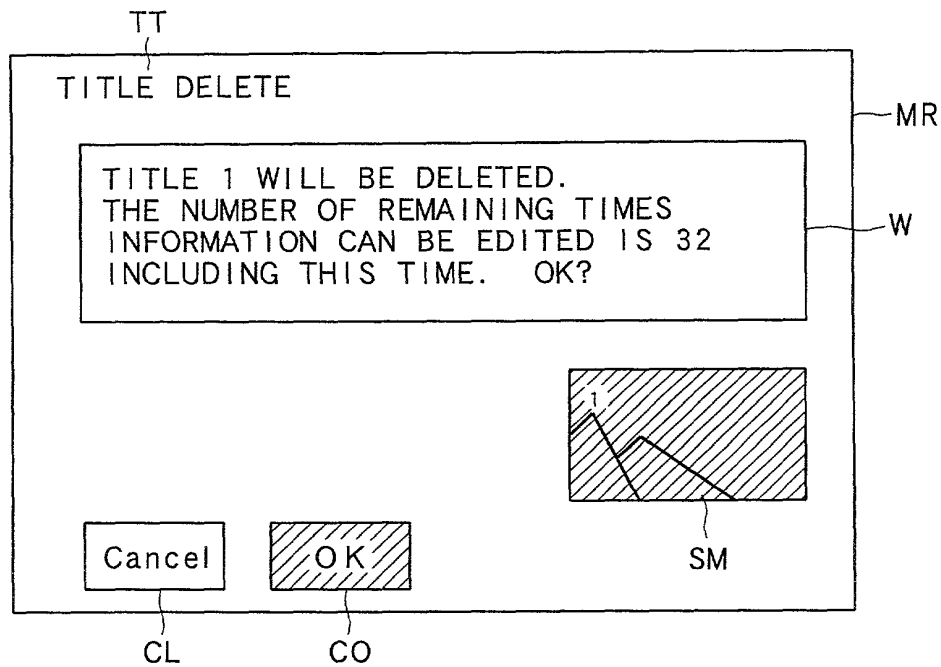 TT
TITLE DELETE
MR
TITLE 1 WILL BE DELETED.
THE NUMBER OF REMAINING TIMES
INFORMATION CAN BE EDITED IS 32
INCLUDING THIS TIME. OK?
W
1
Cancel
OK
SM
CL
CO